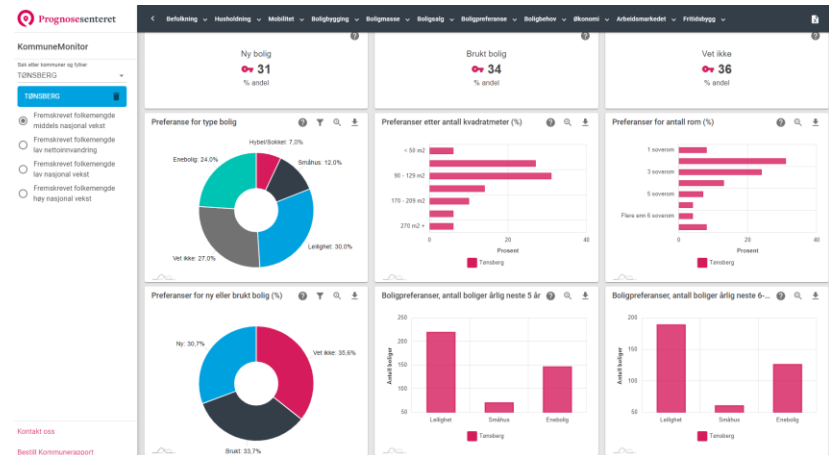 Prognosesenteret
Befolkning
Husholdning
Mobilitet
Boligbygging
Boligmasse
Boligsalg
Boligpreferanse
Boligbehov
Økonomi
Arbeidsmarkedet
Fritidsbygg
KommuneMonitor
Søk etter kommuner og fylker
TØNSBERG
TØNSBERG
Fremskrevet folkemengde
middels nasjonal vekst
Fremskrevet folkemengde
lav nettoinnvandring
Fremskrevet folkemengde
lav nasjonal vekst
Fremskrevet folkemengde
høy nasjonal vekst
Kontakt oss
Bestill Kommunerapport
Ny bolig
31
% andel
Brukt bolig
34
% andel
Vet ikke
36
% andel
Preferanse for type bolig
Hybel/Sokkel: 7,0%
Enebolig: 24,0%
Småhus: 12,0%
Leilighet: 30,0%
Vet ikke: 27,0%
Preferanser etter antall kvadratmeter (%)
< 50 m2
90 - 129 m2
170 - 209 m2
270 m2 +
0
20
40
Prosent
Tønsberg
Preferanser for antall rom (%)
1 soverom
3 soverom
5 soverom
Flere enn 6 soverom
0
20
40
Prosent
Tønsberg
Preferanser for ny eller brukt bolig (%)
Ny: 30,7%
Vet ikke: 35,6%
Brukt: 33,7%
Boligpreferanser, antall boliger årlig neste 5 år
Antall boliger
250
200
150
100
50
Leilighet
Småhus
Enebolig
Tønsberg
Boligpreferanser, antall boliger årlig neste 6-...
Antall boliger
200
150
100
50
Leilighet
Småhus
Enebolig
Tønsberg